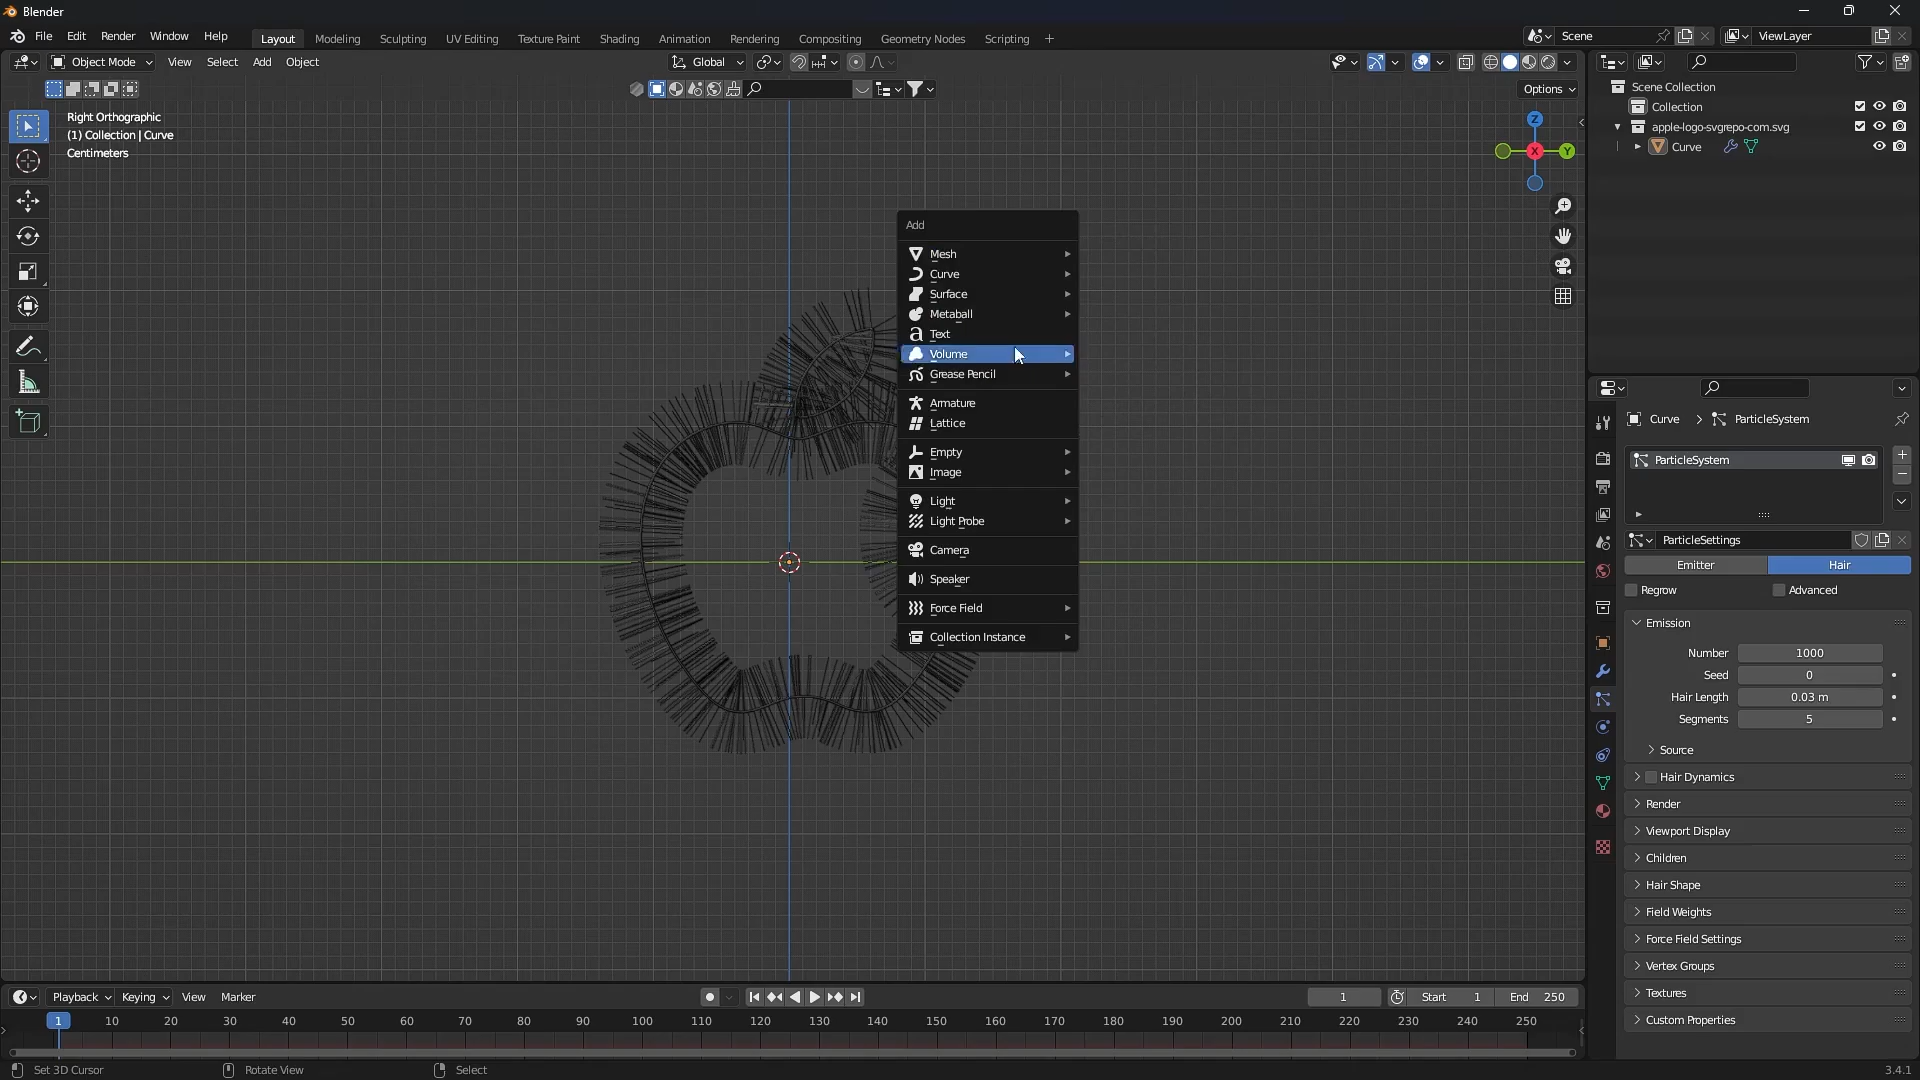 Blender
File Edit Render Window Help Layout Modeling Sculpting UV Editing Texture Paint Shading Animation Rendering Compositing Geometry Nodes Scripting + Scene ViewLayer
Object Mode View Select Add Object Global
Options
Right Orthographic
(1) Collection | Curve
Centimeters
Z
X
Y
Add
Mesh
Curve
Surface
Metaball
Text
Volume
Grease Pencil
Armature
Lattice
Empty
Image
Light
Light Probe
Camera
Speaker
Force Field
Collection Instance
Scene Collection
Collection
apple-logo-svgrepo-com.svg
Curve
Curve > ParticleSystem
ParticleSystem
ParticleSettings
Emitter Hair
Regrow Advanced
Emission
Number 1000
Seed 0
Hair Length 0.03 m
Segments 5
Source
Hair Dynamics
Render
Viewport Display
Children
Hair Shape
Field Weights
Force Field Settings
Vertex Groups
Textures
Custom Properties
Playback Keying View Marker 1 Start 1 End 250
1 10 20 30 40 50 60 70 80 90 100 110 120 130 140 150 160 170 180 190 200 210 220 230 240 250
Set 3D Cursor Rotate View Select 3.4.1